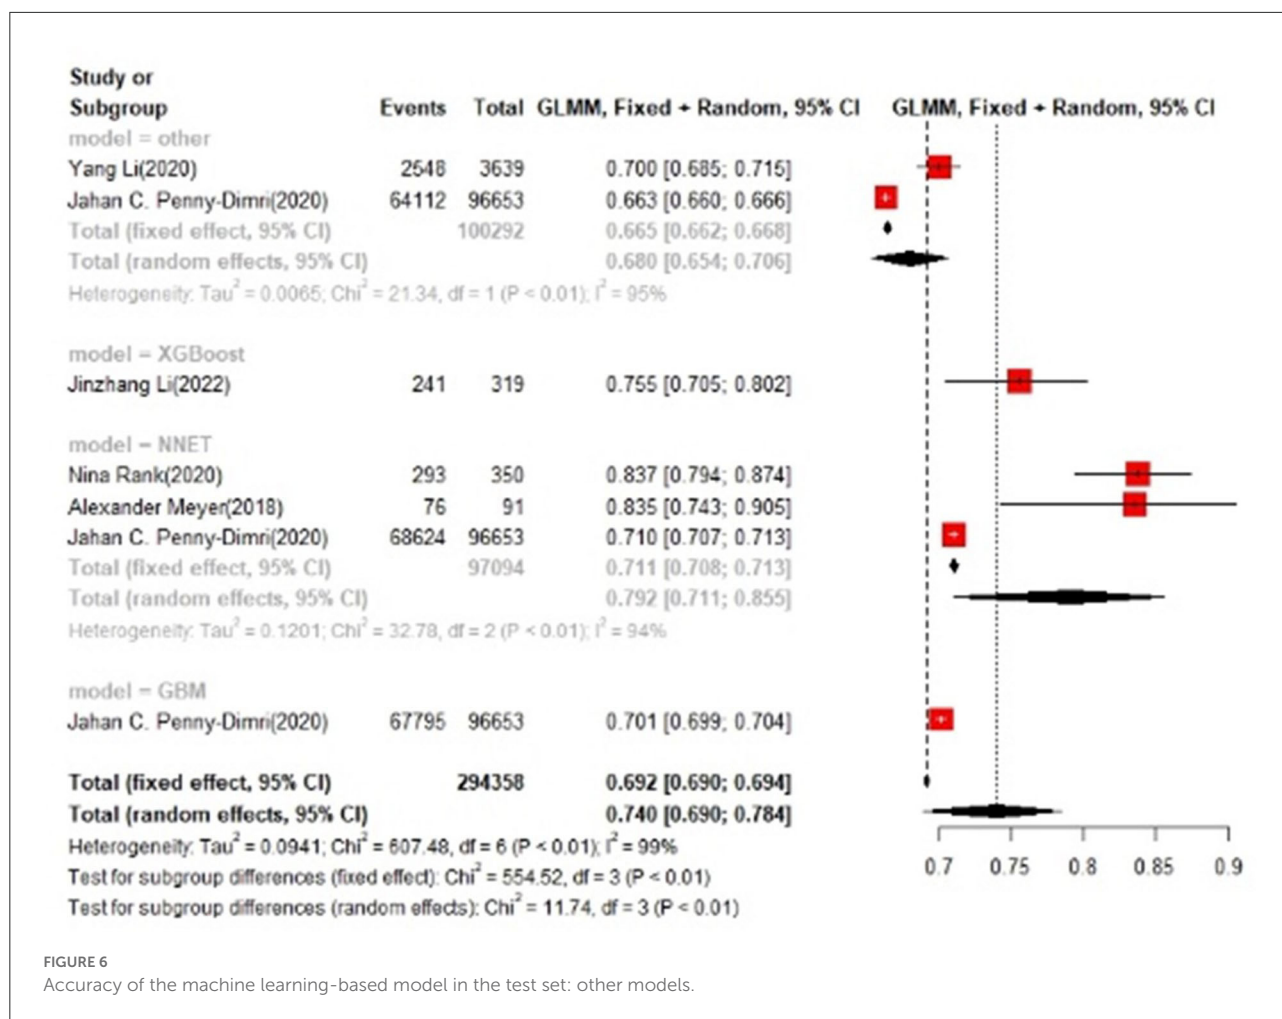 Study or
Subgroup Events Total GLMM, Fixed + Random, 95% CI GLMM, Fixed + Random, 95% CI
model = other
Yang Li(2020) 2548 3639 0.700 [0.685; 0.715]
Jahan C. Penny-Dimri(2020) 64112 96653 0.663 [0.660; 0.666]
Total (fixed effect, 95% CI) 100292 0.665 [0.662; 0.668]
Total (random effects, 95% CI) 0.680 [0.654; 0.706]
Heterogeneity: Tau² = 0.0065; Chi² = 21.34, df = 1 (P < 0.01); I² = 95%
model = XGBoost
Jinzhang Li(2022) 241 319 0.755 [0.705; 0.802]
model = NNET
Nina Rank(2020) 293 350 0.837 [0.794; 0.874]
Alexander Meyer(2018) 76 91 0.835 [0.743; 0.905]
Jahan C. Penny-Dimri(2020) 68624 96653 0.710 [0.707; 0.713]
Total (fixed effect, 95% CI) 97094 0.711 [0.708; 0.713]
Total (random effects, 95% CI) 0.792 [0.711; 0.855]
Heterogeneity: Tau² = 0.1201; Chi² = 32.78, df = 2 (P < 0.01); I² = 94%
model = GBM
Jahan C. Penny-Dimri(2020) 67795 96653 0.701 [0.699; 0.704]
Total (fixed effect, 95% CI) 294358 0.692 [0.690; 0.694]
Total (random effects, 95% CI) 0.740 [0.690; 0.784]
Heterogeneity: Tau² = 0.0941; Chi² = 607.48, df = 6 (P < 0.01); I² = 99%
Test for subgroup differences (fixed effect): Chi² = 554.52, df = 3 (P < 0.01)
Test for subgroup differences (random effects): Chi² = 11.74, df = 3 (P < 0.01)
0.7 0.75 0.8 0.85 0.9
FIGURE 6
Accuracy of the machine learning-based model in the test set: other models.